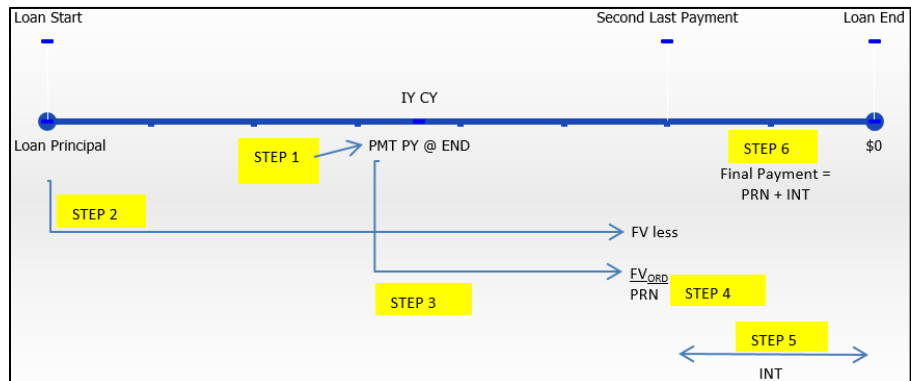 Loan Start
Second Last Payment
Loan End
IY CY
Loan Principal
STEP 1
PMT PY @ END
STEP 6
$0
Final Payment =
PRN + INT
STEP 2
FV less
FV_ORD
PRN
STEP 3
STEP 4
STEP 5
INT